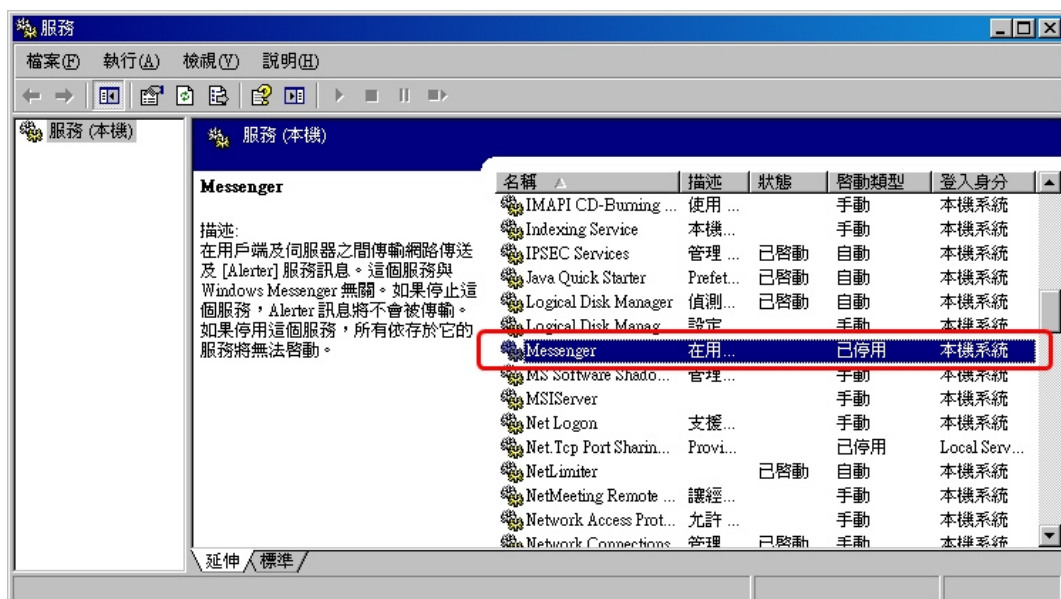 服務
檔案(F) 執行(A) 檢視(V) 說明(H)
服務 (本機)
服務 (本機)
Messenger
描述:
在用戶端及伺服器之間傳輸網路傳送
及 [Alerter] 服務訊息。這個服務與
Windows Messenger 無關。如果停止這
個服務，Alerter 訊息將不會被傳輸。
如果停用這個服務，所有依存於它的
服務將無法啟動。
名稱 描述 狀態 啟動類型 登入身分
IMAPI CD-Burning ... 使用 ... 手動 本機系統
Indexing Service 本機... 手動 本機系統
IPSEC Services 管理 ... 已啟動 自動 本機系統
Java Quick Starter Prefet... 已啟動 自動 本機系統
Logical Disk Manager 偵測... 已啟動 自動 本機系統
Logical Disk Manag... 設定... 手動 本機系統
Messenger 在用... 已停用 本機系統
MS Software Shado... 管理... 手動 本機系統
MSIServer 手動 本機系統
Net Logon 支援... 手動 本機系統
Net.Tcp Port Sharin... Provi... 已停用 Local Serv...
NetLimiter 已啟動 自動 本機系統
NetMeeting Remote ... 讓經... 手動 本機系統
Network Access Prot... 允許 ... 手動 本機系統
Network Connections 管理... 已啟動 手動 本機系統
延伸 標準